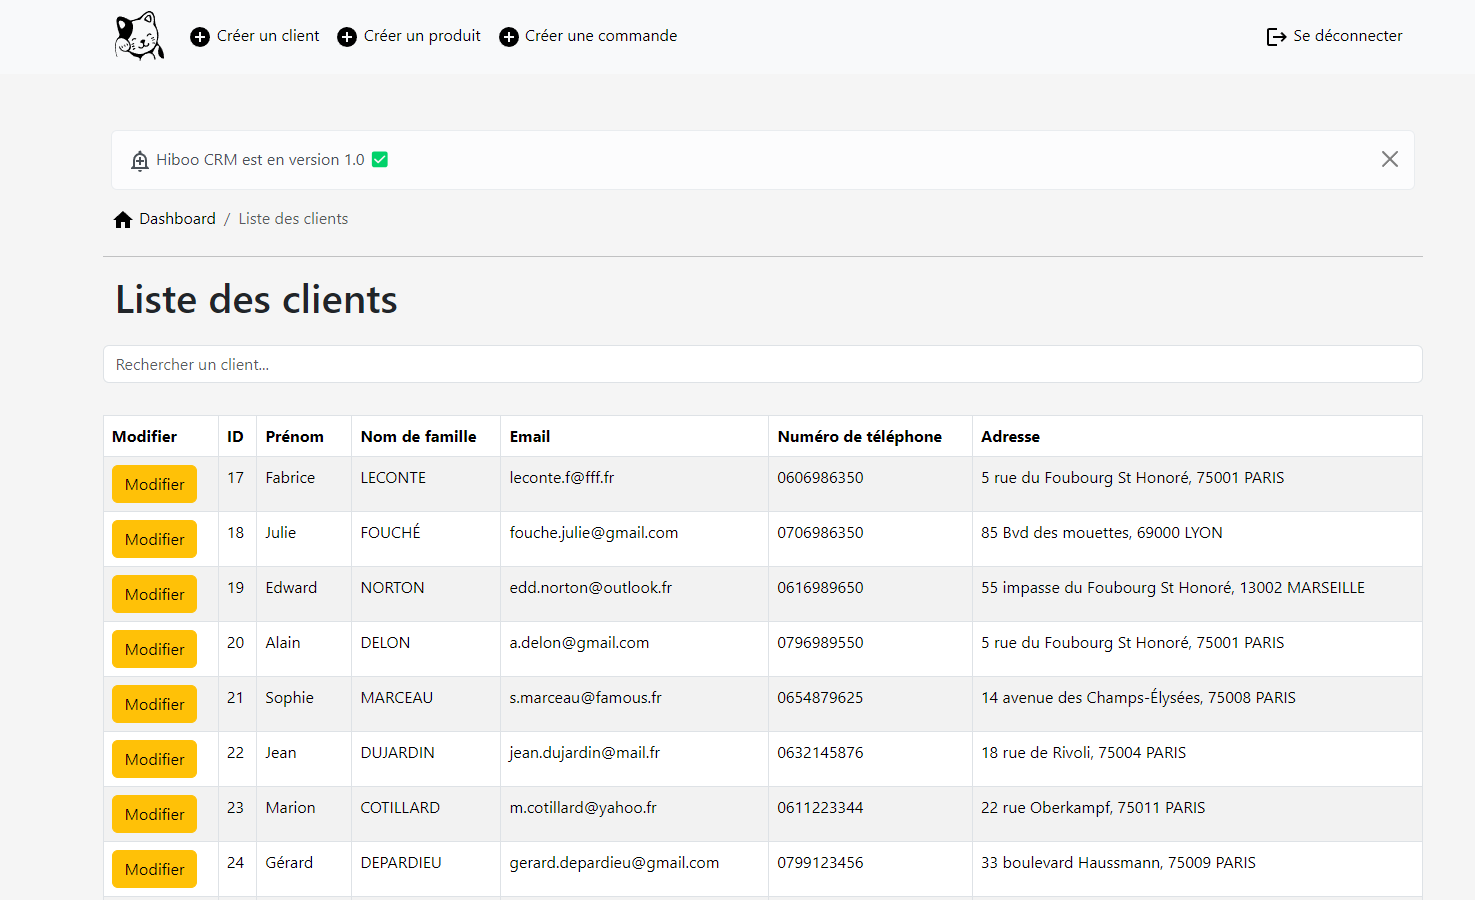 Créer un client Créer un produit Créer une commande Se déconnecter
Hiboo CRM est en version 1.0
Dashboard / Liste des clients
Liste des clients
Rechercher un client...
Modifier ID Prénom Nom de famille Email Numéro de téléphone Adresse
Modifier 17 Fabrice LECONTE leconte.f@fff.fr 0606986350 5 rue du Foubourg St Honoré, 75001 PARIS
Modifier 18 Julie FOUCHÉ fouche.julie@gmail.com 0706986350 85 Bvd des mouettes, 69000 LYON
Modifier 19 Edward NORTON edd.norton@outlook.fr 0616989650 55 impasse du Foubourg St Honoré, 13002 MARSEILLE
Modifier 20 Alain DELON a.delon@gmail.com 0796989550 5 rue du Foubourg St Honoré, 75001 PARIS
Modifier 21 Sophie MARCEAU s.marceau@famous.fr 0654879625 14 avenue des Champs-Élysées, 75008 PARIS
Modifier 22 Jean DUJARDIN jean.dujardin@mail.fr 0632145876 18 rue de Rivoli, 75004 PARIS
Modifier 23 Marion COTILLARD m.cotillard@yahoo.fr 0611223344 22 rue Oberkampf, 75011 PARIS
Modifier 24 Gérard DEPARDIEU gerard.depardieu@gmail.com 0799123456 33 boulevard Haussmann, 75009 PARIS